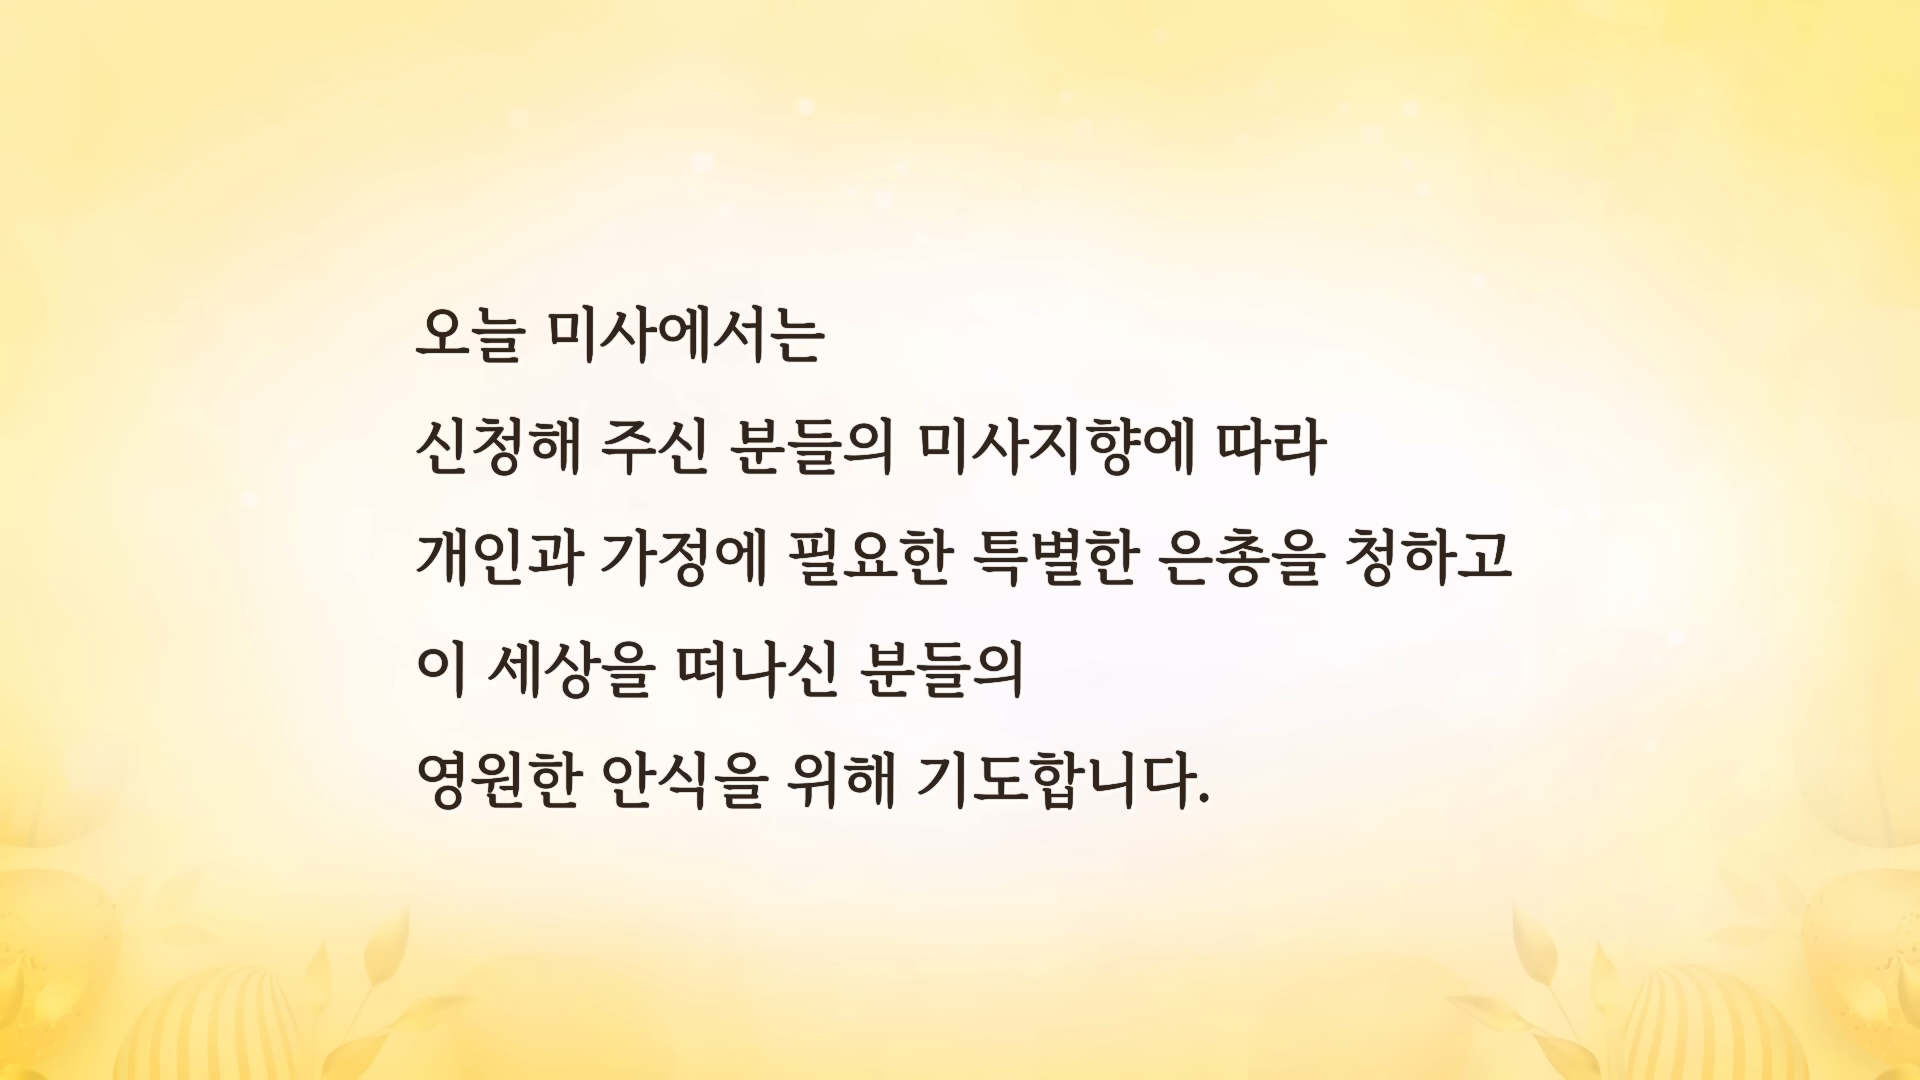 오늘 미사에서는
신청해 주신 분들의 미사지향에 따라
개인과 가정에 필요한 특별한 은총을 청하고
이 세상을 떠나신 분들의
영원한 안식을 위해 기도합니다.